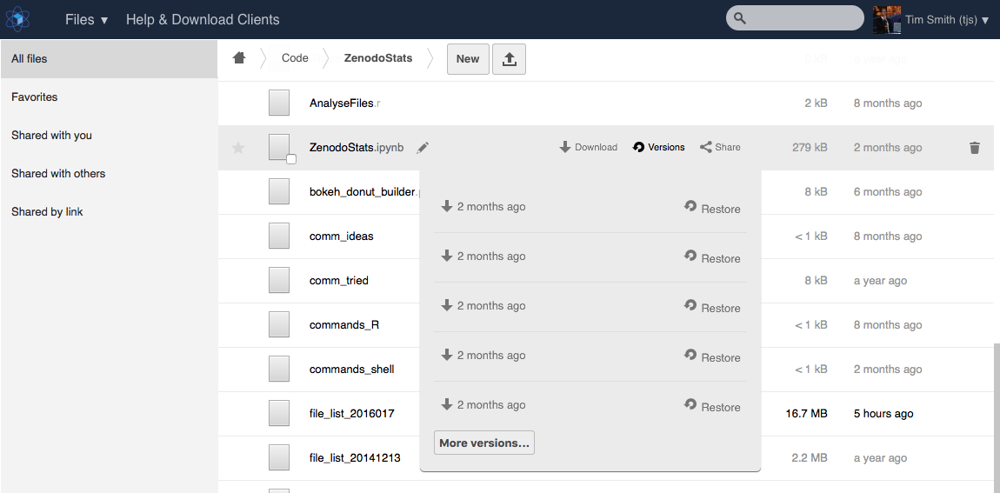 Files ▼ Help & Download Clients Tim Smith (tjs) ▼
All files
Favorites
Shared with you
Shared with others
Shared by link
Code ZenodoStats New
a year ago
AnalyseFiles.r 2 kB 8 months ago
ZenodoStats.ipynb Download Versions Share 279 kB 2 months ago
bokeh_donut_builder. 8 kB 6 months ago
comm_ideas < 1 kB 8 months ago
comm_tried 8 kB a year ago
commands_R < 1 kB 8 months ago
commands_shell < 1 kB 2 months ago
file_list_2016017 16.7 MB 5 hours ago
file_list_20141213 2.2 MB a year ago
2 months ago Restore
2 months ago Restore
2 months ago Restore
2 months ago Restore
2 months ago Restore
More versions...